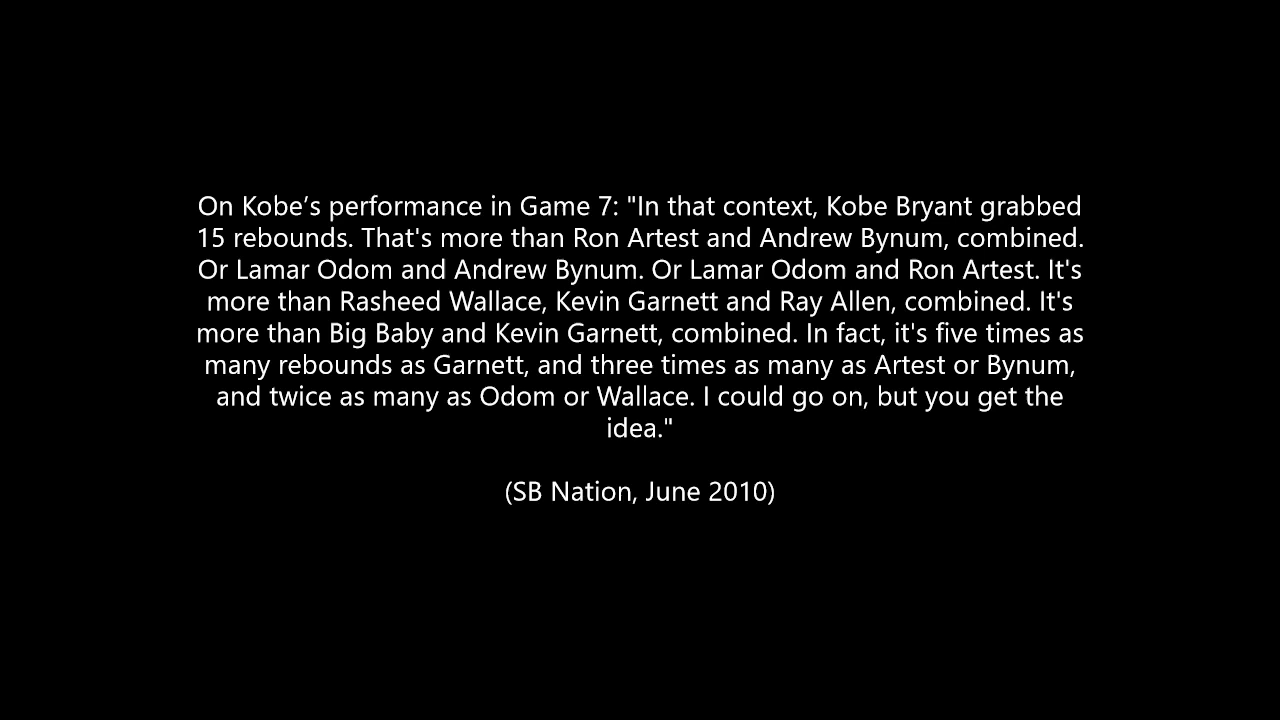 On Kobe’s performance in Game 7: "In that context, Kobe Bryant grabbed
15 rebounds. That's more than Ron Artest and Andrew Bynum, combined.
Or Lamar Odom and Andrew Bynum. Or Lamar Odom and Ron Artest. It's
more than Rasheed Wallace, Kevin Garnett and Ray Allen, combined. It's
more than Big Baby and Kevin Garnett, combined. In fact, it's five times as
many rebounds as Garnett, and three times as many as Artest or Bynum,
and twice as many as Odom or Wallace. I could go on, but you get the
idea."
(SB Nation, June 2010)